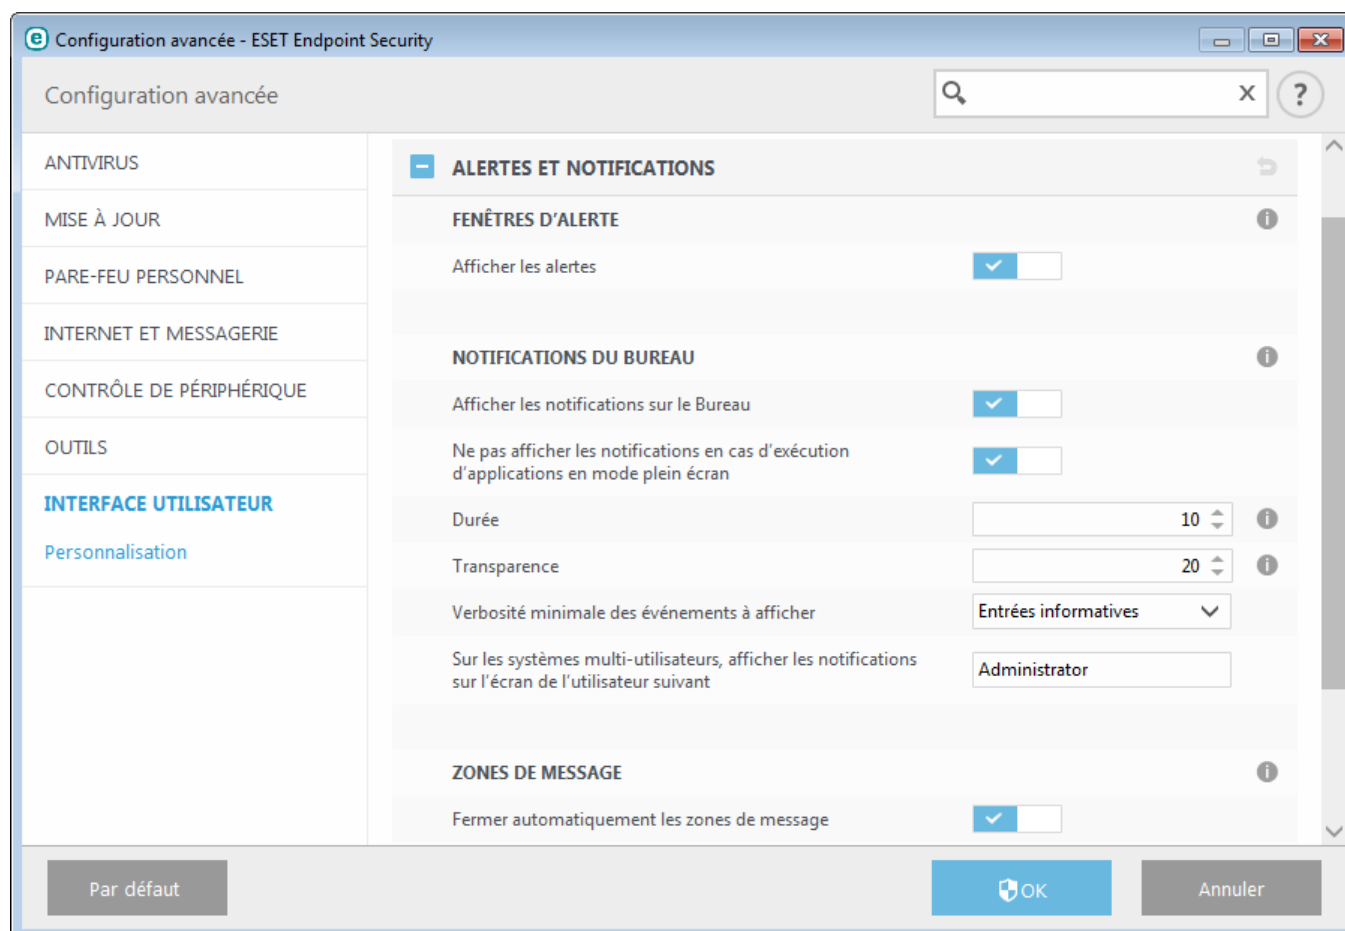 Configuration avancée - ESET Endpoint Security
Configuration avancée
x
?
ANTIVIRUS
MISE À JOUR
PARE-FEU PERSONNEL
INTERNET ET MESSAGERIE
CONTRÔLE DE PÉRIPHÉRIQUE
OUTILS
INTERFACE UTILISATEUR
Personnalisation
ALERTES ET NOTIFICATIONS
FENÊTRES D'ALERTE
Afficher les alertes
NOTIFICATIONS DU BUREAU
Afficher les notifications sur le Bureau
Ne pas afficher les notifications en cas d'exécution
d'applications en mode plein écran
Durée
10
Transparence
20
Verbosité minimale des événements à afficher
Entrées informatives
Sur les systèmes multi-utilisateurs, afficher les notifications
sur l'écran de l'utilisateur suivant
Administrator
ZONES DE MESSAGE
Fermer automatiquement les zones de message
Par défaut
OK
Annuler